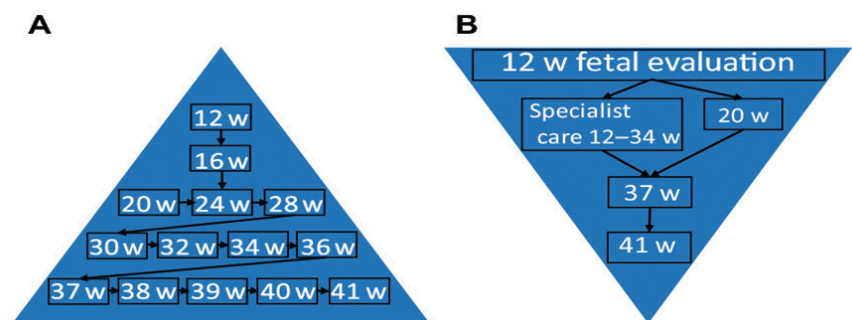 A
12 w
16 w
20 w 24 w 28 w
30 w 32 w 34 w 36 w
37 w 38 w 39 w 40 w 41 w
B
12 w fetal evaluation
Specialist
care 12–34 w
20 w
37 w
41 w